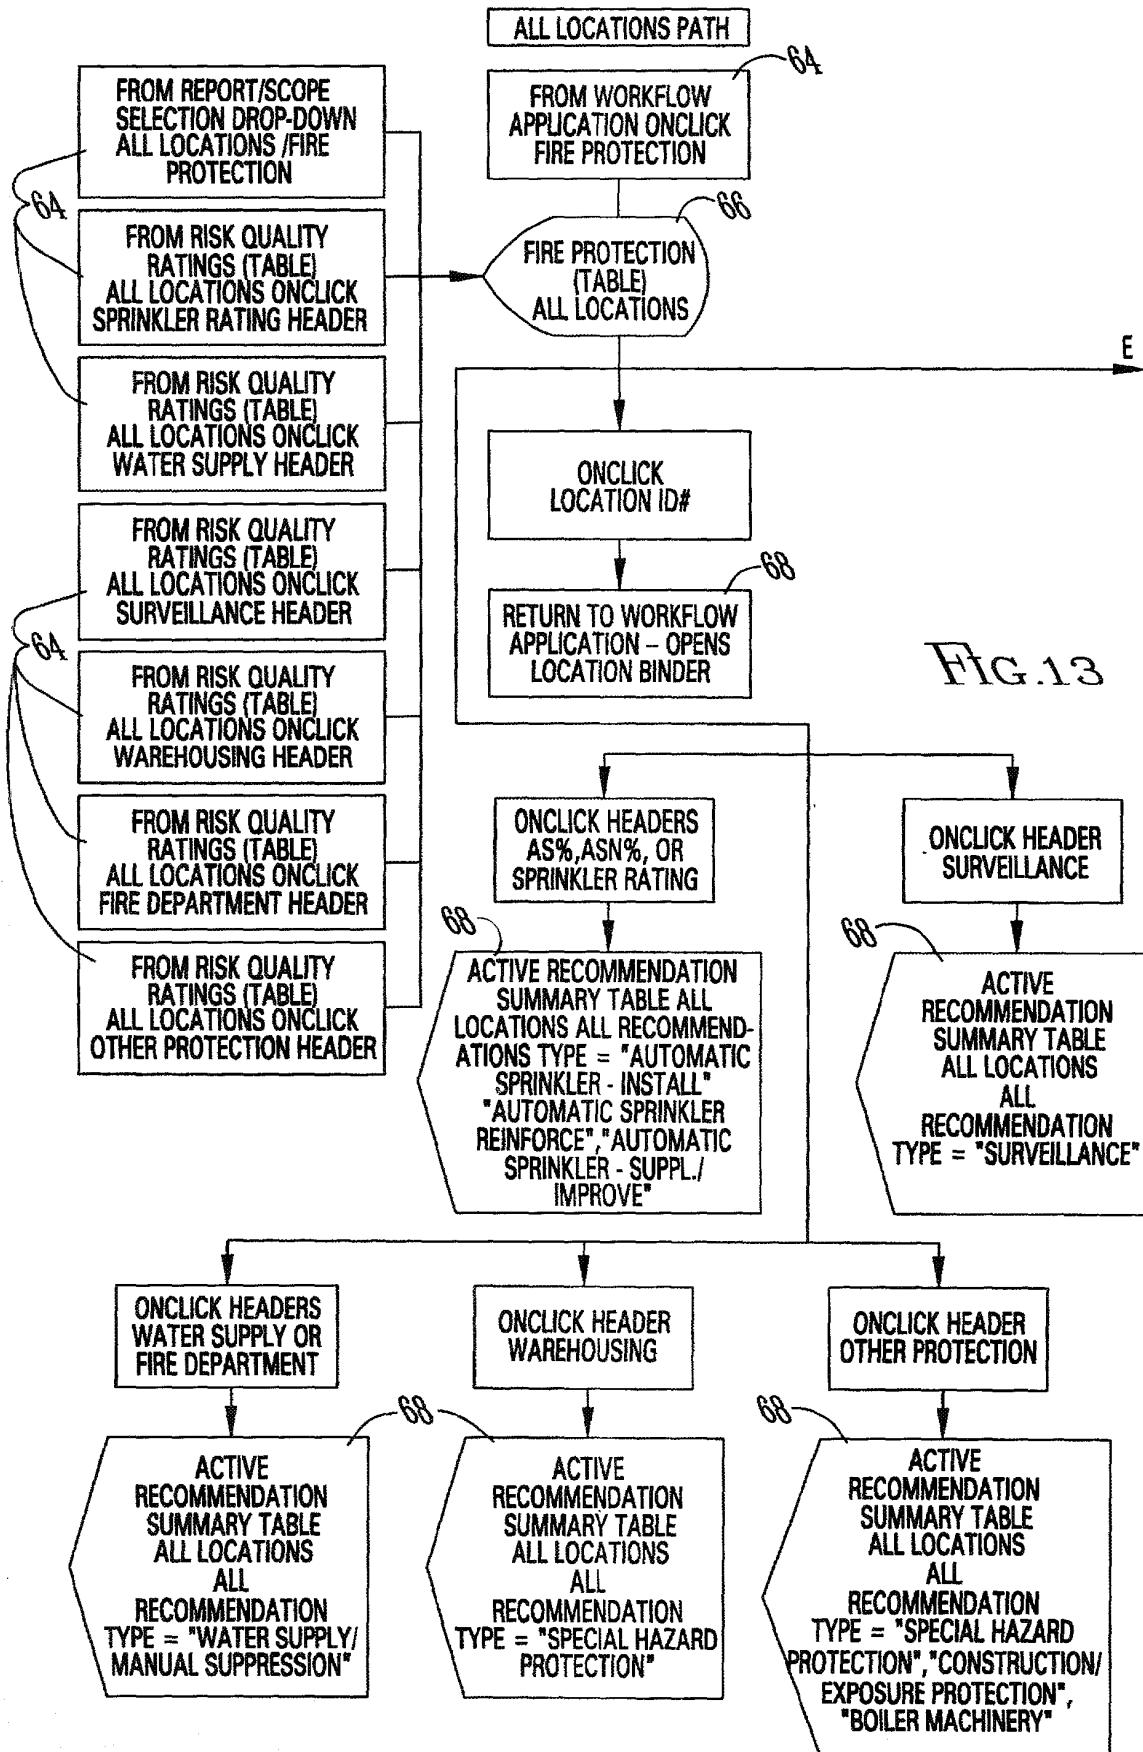 ALL LOCATIONS PATH
64
FROM REPORT/SCOPE
SELECTION DROP-DOWN
ALL LOCATIONS /FIRE
PROTECTION
FROM WORKFLOW
APPLICATION ONCLICK
FIRE PROTECTION
64
FROM RISK QUALITY
RATINGS (TABLE)
ALL LOCATIONS ONCLICK
SPRINKLER RATING HEADER
66
FIRE PROTECTION
(TABLE)
ALL LOCATIONS
E
FROM RISK QUALITY
RATINGS (TABLE)
ALL LOCATIONS ONCLICK
WATER SUPPLY HEADER
ONCLICK
LOCATION ID#
FROM RISK QUALITY
RATINGS (TABLE)
ALL LOCATIONS ONCLICK
SURVEILLANCE HEADER
68
RETURN TO WORKFLOW
APPLICATION – OPENS
LOCATION BINDER
64
FIG.13
FROM RISK QUALITY
RATINGS (TABLE)
ALL LOCATIONS ONCLICK
WAREHOUSING HEADER
FROM RISK QUALITY
RATINGS (TABLE)
ALL LOCATIONS ONCLICK
FIRE DEPARTMENT HEADER
FROM RISK QUALITY
RATINGS (TABLE)
ALL LOCATIONS ONCLICK
OTHER PROTECTION HEADER
ONCLICK HEADERS
AS%,ASN%, OR
SPRINKLER RATING
ONCLICK HEADER
SURVEILLANCE
68
ACTIVE RECOMMENDATION
SUMMARY TABLE ALL
LOCATIONS ALL RECOMMEND-
ATIONS TYPE = "AUTOMATIC
SPRINKLER - INSTALL"
"AUTOMATIC SPRINKLER
REINFORCE","AUTOMATIC
SPRINKLER - SUPPL./
IMPROVE"
68
ACTIVE
RECOMMENDATION
SUMMARY TABLE
ALL LOCATIONS
ALL
RECOMMENDATION
TYPE = "SURVEILLANCE"
ONCLICK HEADERS
WATER SUPPLY OR
FIRE DEPARTMENT
ONCLICK HEADER
WAREHOUSING
ONCLICK HEADER
OTHER PROTECTION
68
68
ACTIVE
RECOMMENDATION
SUMMARY TABLE
ALL LOCATIONS
ALL
RECOMMENDATION
TYPE = "WATER SUPPLY/
MANUAL SUPPRESSION"
ACTIVE
RECOMMENDATION
SUMMARY TABLE
ALL LOCATIONS
ALL
RECOMMENDATION
TYPE = "SPECIAL HAZARD
PROTECTION"
ACTIVE
RECOMMENDATION
SUMMARY TABLE
ALL LOCATIONS
ALL
RECOMMENDATION
TYPE = "SPECIAL HAZARD
PROTECTION","CONSTRUCTION/
EXPOSURE PROTECTION",
"BOILER MACHINERY"